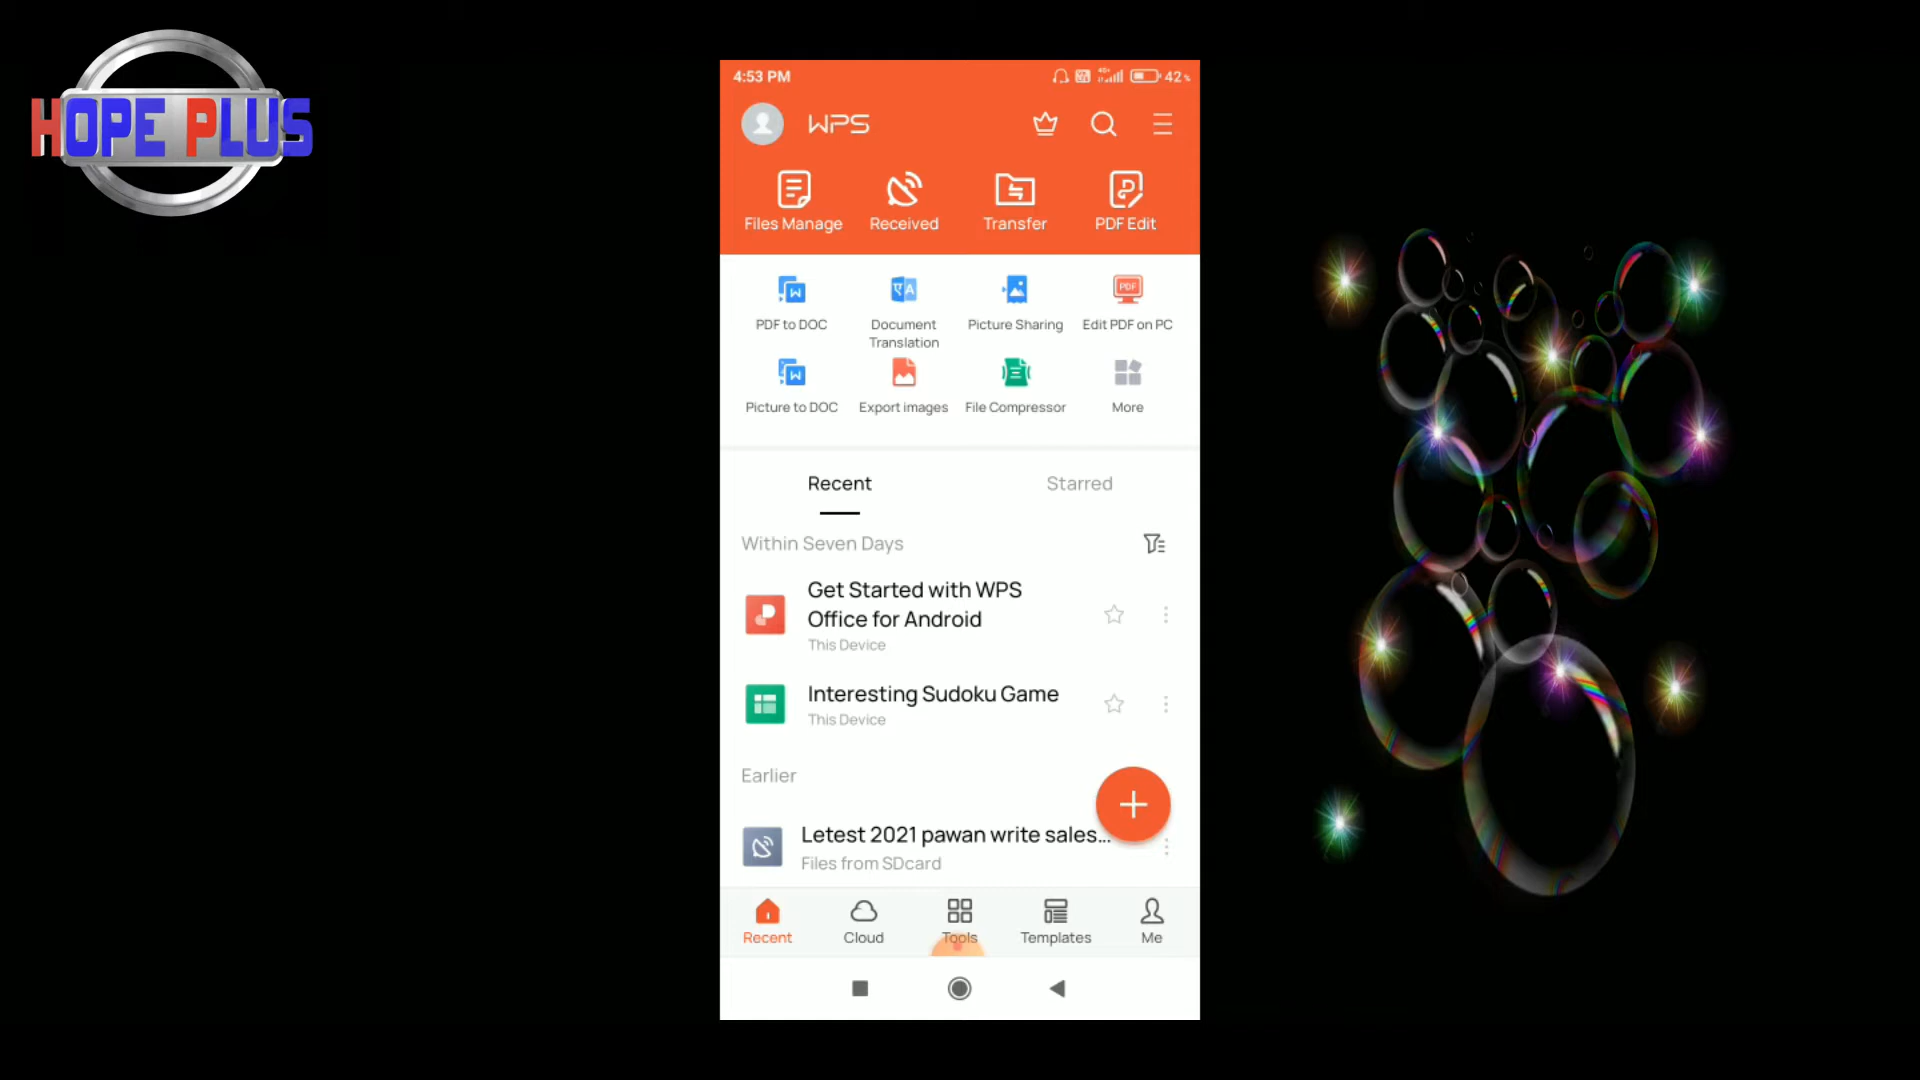 HOPE PLUS
4:53 PM
4G+
42%
WPS
Files Manage
Received
Transfer
PDF Edit
PDF to DOC
Document
Translation
Picture Sharing
PDF
Edit PDF on PC
Picture to DOC
Export images
File Compressor
More
Recent
Starred
Within Seven Days
Get Started with WPS
Office for Android
This Device
Interesting Sudoku Game
This Device
Earlier
Letest 2021 pawan write sales...
Files from SDcard
Recent
Cloud
Tools
Templates
Me